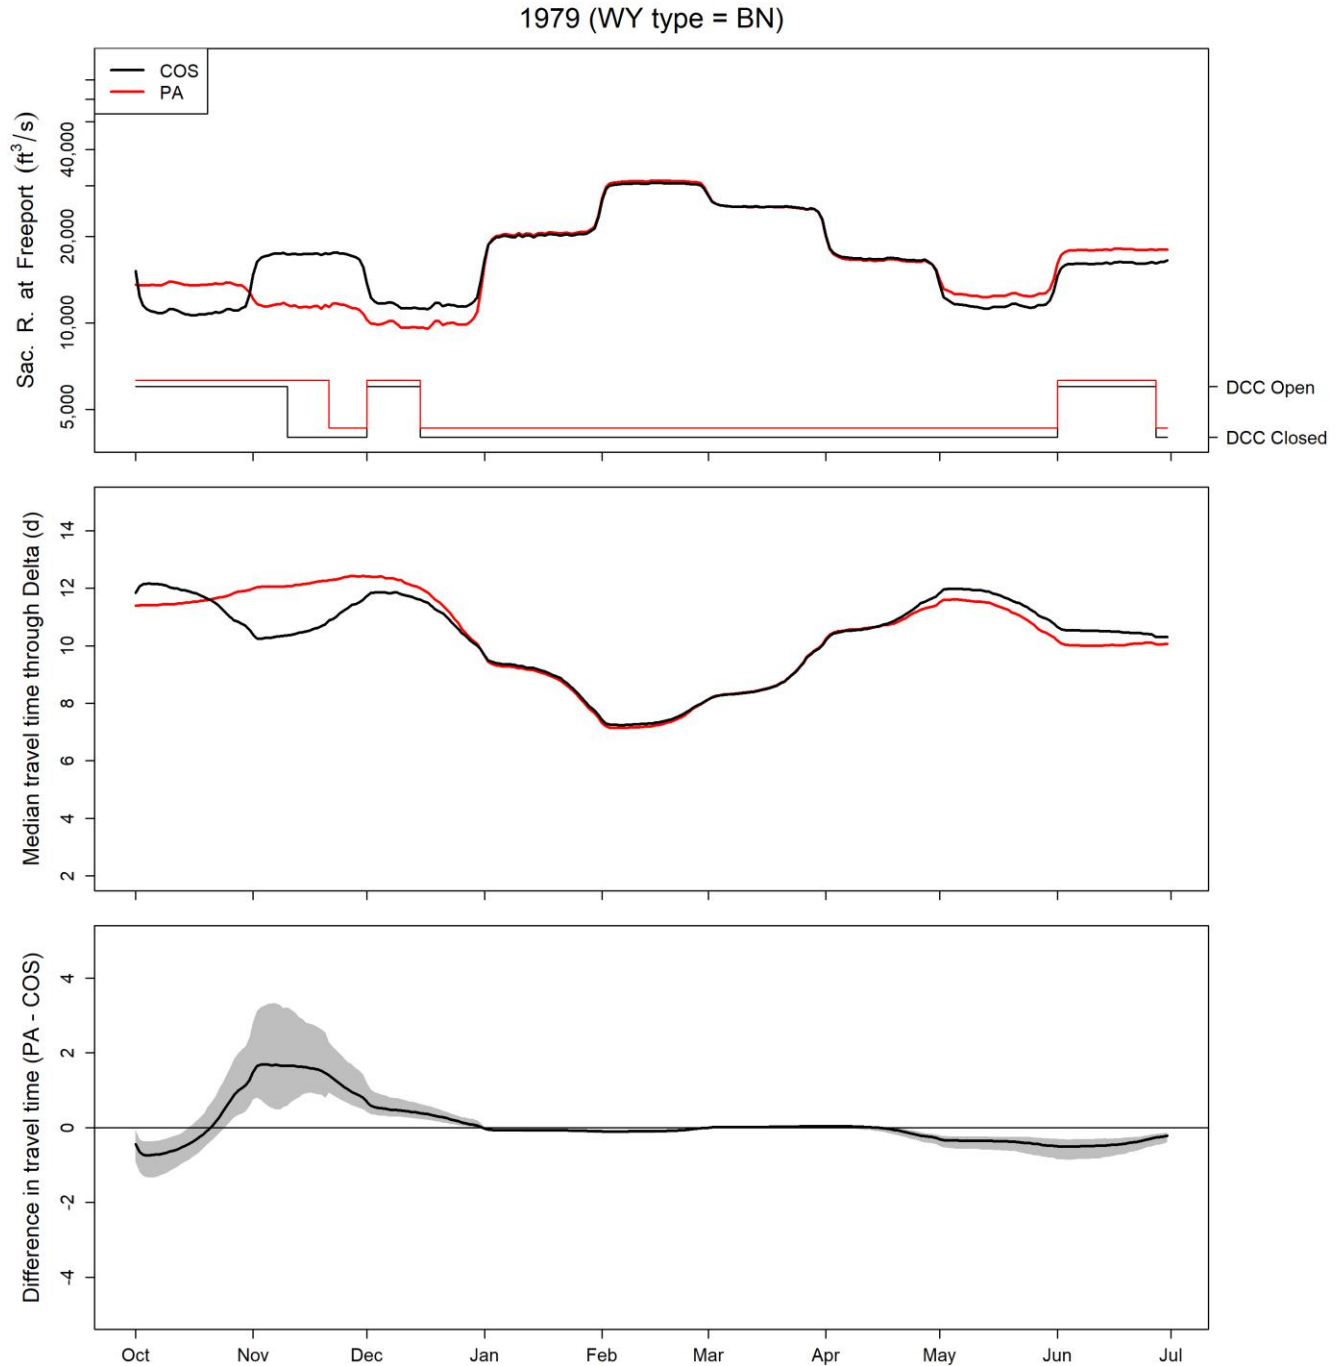 1979 (WY type = BN)
COS
PA
Sac. R. at Freeport (ft³/s)
40,000
20,000
10,000
5,000
DCC Open
DCC Closed
Median travel time through Delta (d)
14
12
10
8
6
4
2
Difference in travel time (PA - COS)
4
2
0
-2
-4
Oct Nov Dec Jan Feb Mar Apr May Jun Jul